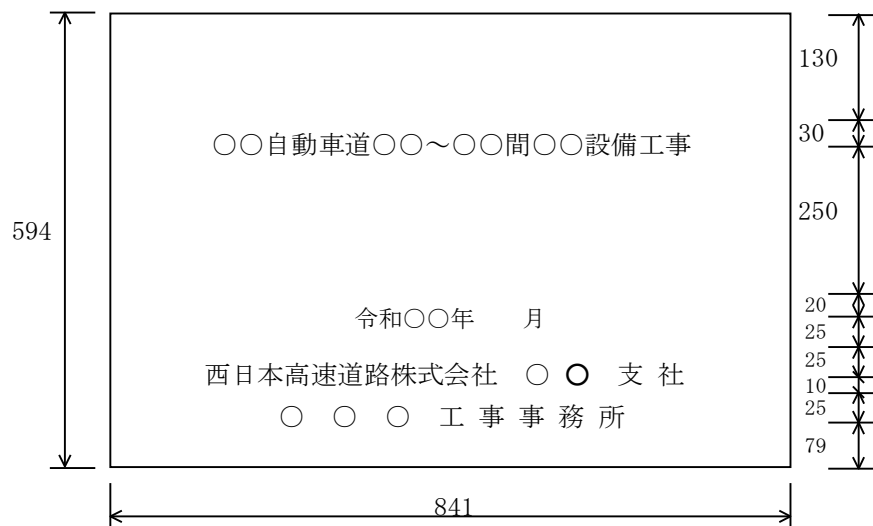 130
○○自動車道○○～○○間○○設備工事
30
250
594
20
令和○○年　　月
25
25
西日本高速道路株式会社　○ ○　支 社
10
○　○　○　工 事 事 務 所
25
79
841